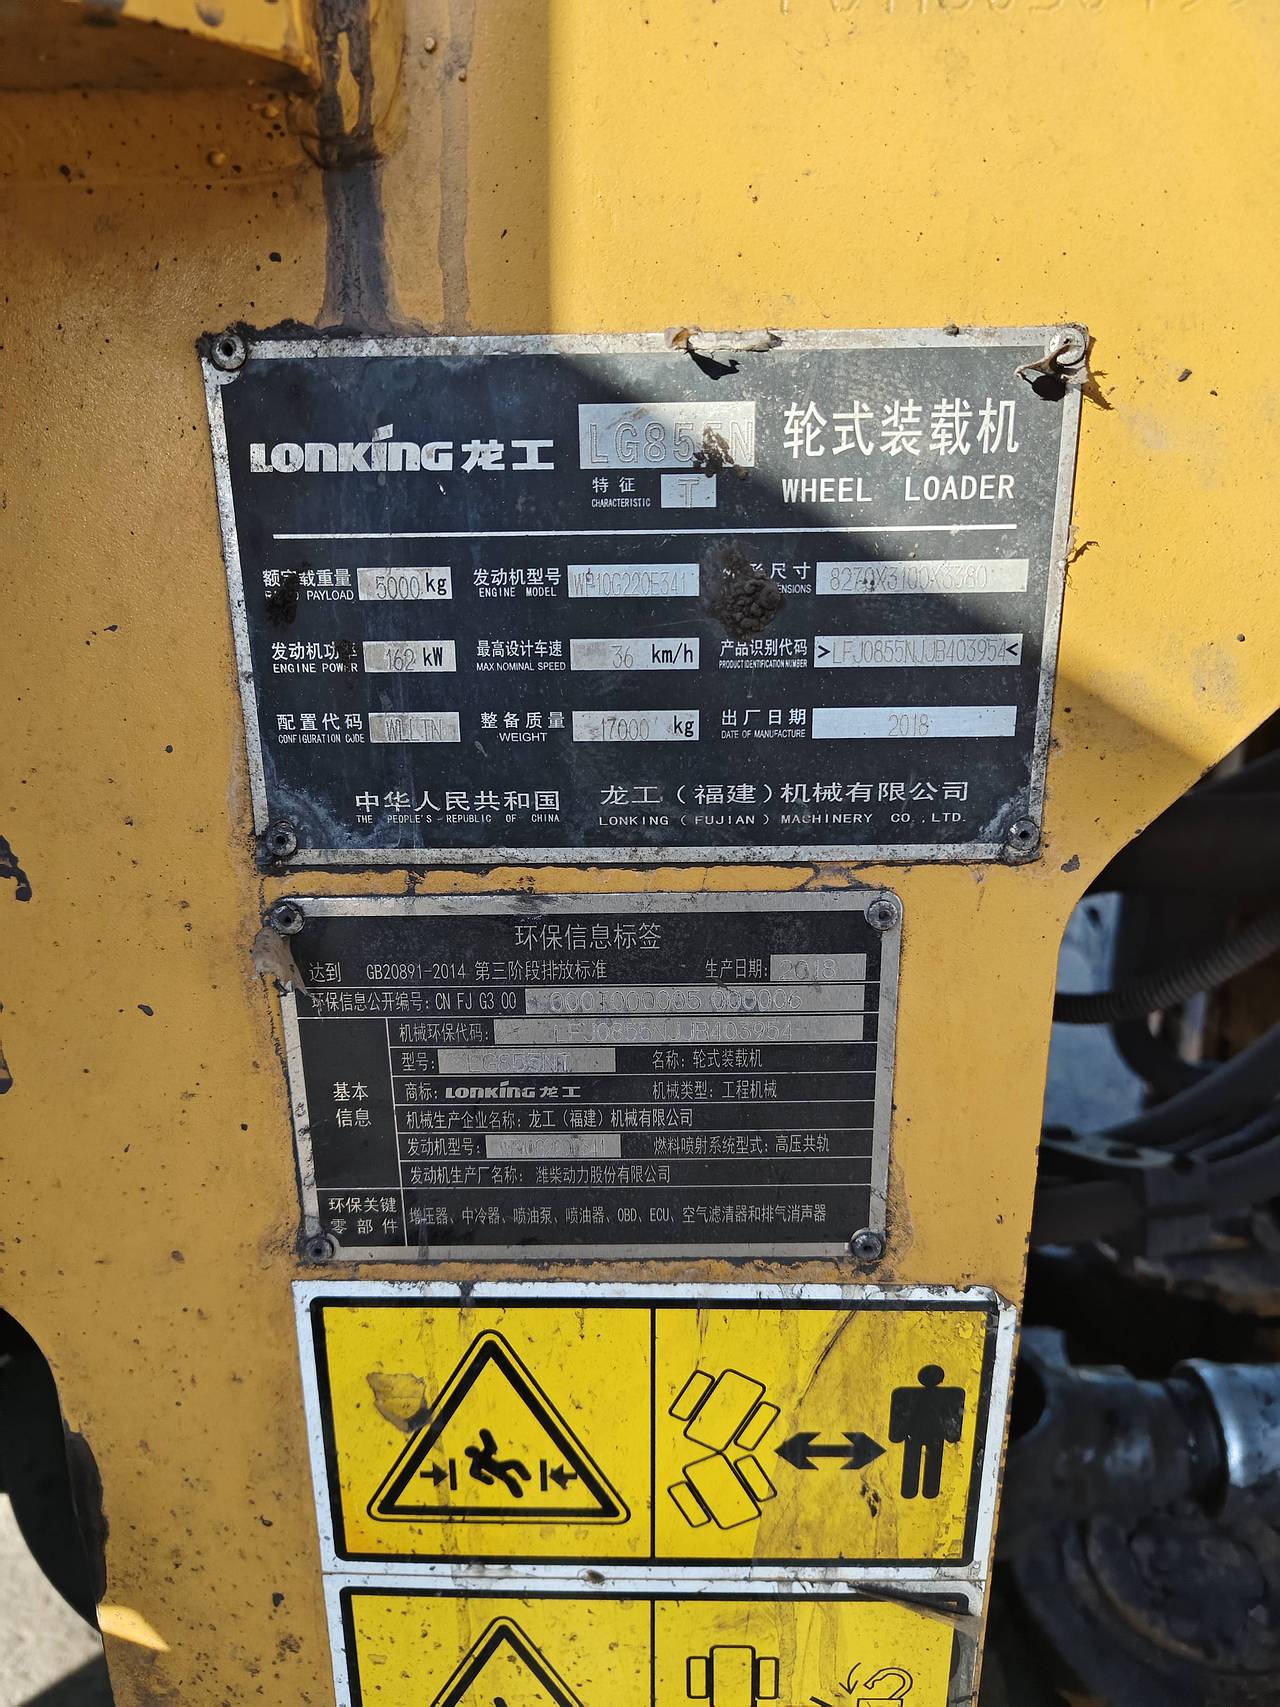 LONKING 龙工 LG855N 轮式装载机
特征 T
CHARACTERISTIC
WHEEL LOADER
额定载重量 5000 kg 发动机型号 WP10G220E341 外形尺寸 8270X3100X3380
PAYLOAD ENGINE MODEL
发动机功率 162 kW 最高设计车速 36 km/h 产品识别代码 >LFJ0855NJJB403954<
ENGINE POWER MAX.NOMINAL SPEED PRODUCT IDENTIFICATION NUMBER
配置代码 WLLTN 整备质量 17000 kg 出厂日期 2018
CONFIGURATION CODE WEIGHT DATE OF MANUFACTURE
中华人民共和国 龙工（福建）机械有限公司
THE PEOPLE'S-REPUBLIC OF CHINA LONKING (FUJIAN) MACHINERY CO.,LTD.
环保信息标签
达到 GB20891-2014 第三阶段排放标准 生产日期: 2018
环保信息公开编号: CN FJ G3 00 0001000005 000006
机械环保代码: LFJ0855NJJB403954
型号: LG855NT 名称: 轮式装载机
基本信息
商标: LONKING 龙工 机械类型: 工程机械
机械生产企业名称: 龙工（福建）机械有限公司
发动机型号: WP10G220E341 燃料喷射系统型式: 高压共轨
发动机生产厂名称: 潍柴动力股份有限公司
环保关键零部件 增压器、中冷器、喷油泵、喷油器、OBD、ECU、空气滤清器和排气消声器